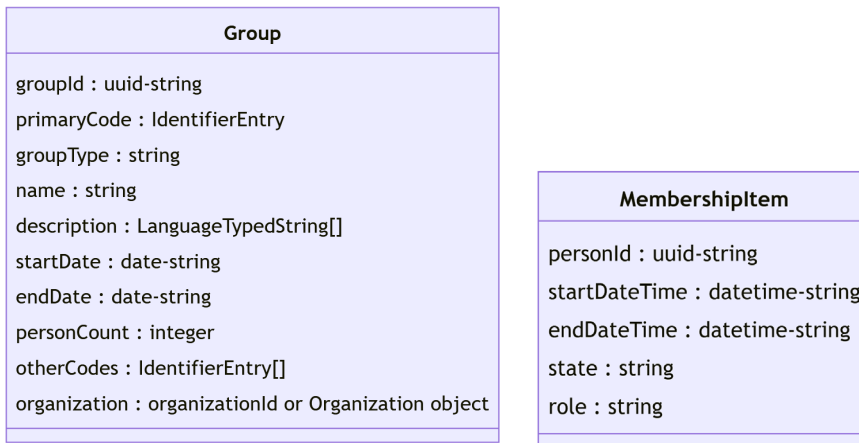 Group
groupId : uuid-string
primaryCode : IdentifierEntry
groupType : string
name : string
description : LanguageTypedString[]
startDate : date-string
endDate : date-string
personCount : integer
otherCodes : IdentifierEntry[]
organization : organizationId or Organization object
MembershipItem
personId : uuid-string
startDateTime : datetime-string
endDateTime : datetime-string
state : string
role : string